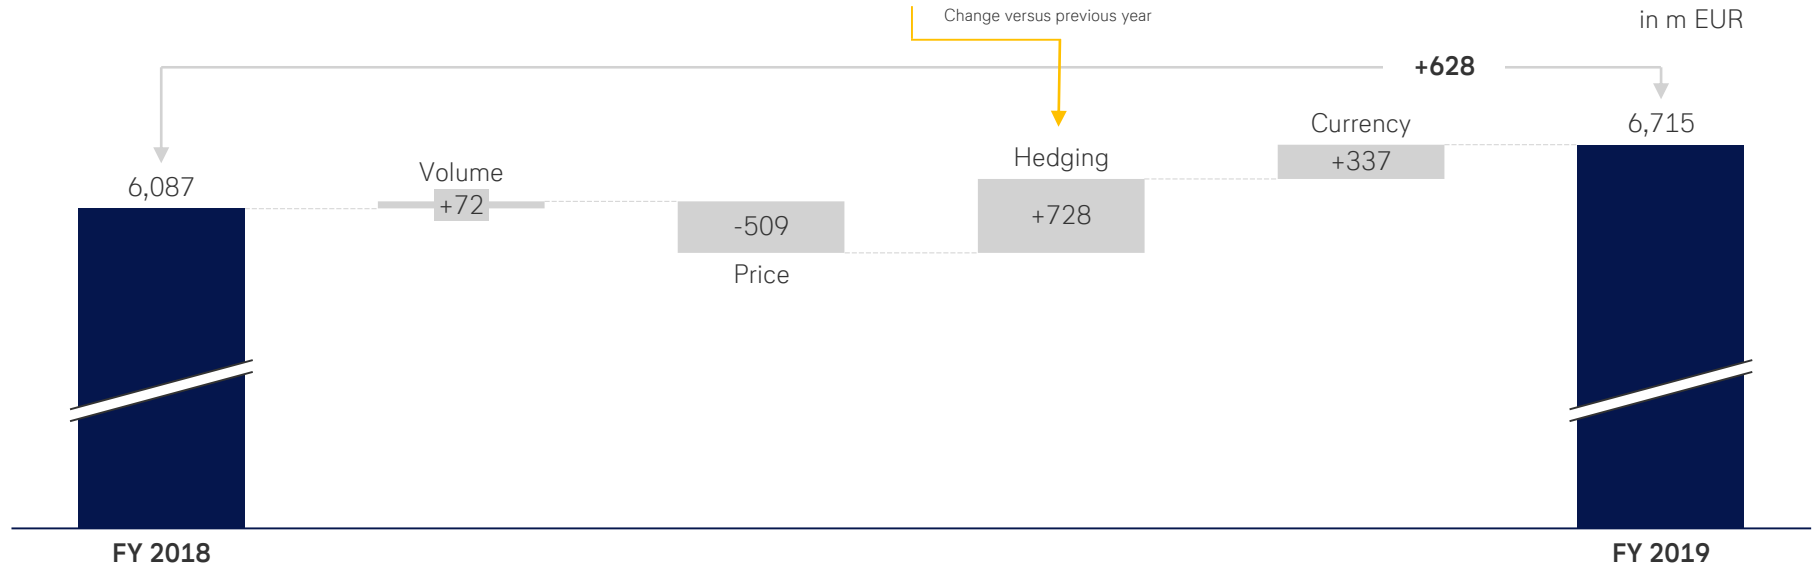 Change versus previous year
in m EUR
+628
6,087
Volume
+72
-509
Price
Hedging
+728
Currency
+337
6,715
FY 2018
FY 2019